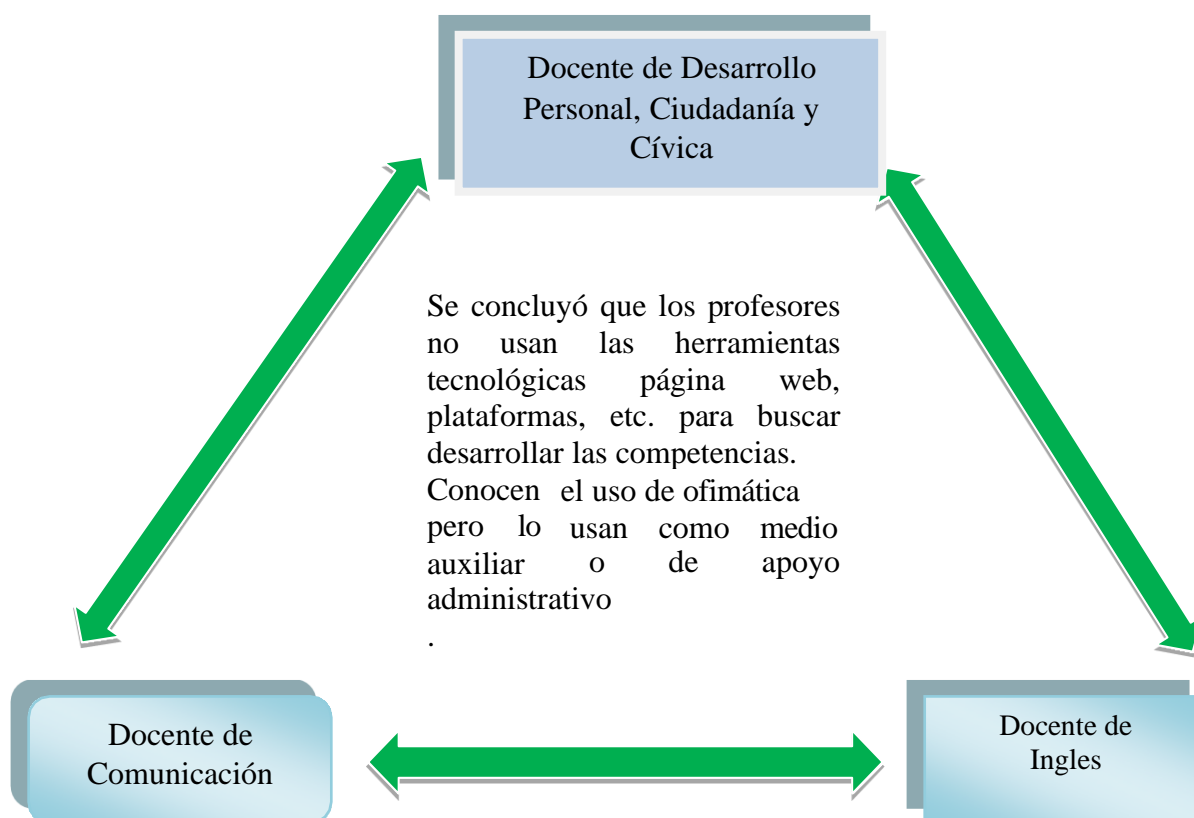 Docente de Desarrollo
Personal, Ciudadanía y
Cívica
Se concluyó que los profesores
no usan las herramientas
tecnológicas página web,
plataformas, etc. para buscar
desarrollar las competencias.
Conocen el uso de ofimática
pero lo usan como medio
auxiliar o de apoyo
administrativo
.
Docente de
Comunicación
Docente de
Ingles